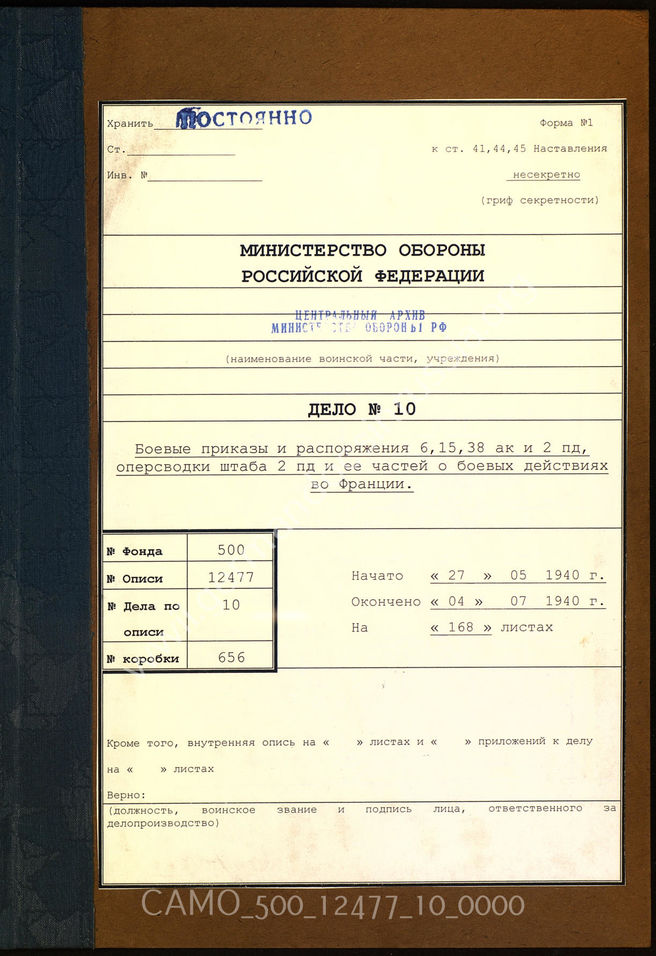 Хранить ПОСТОЯННО
Форма №1
Ст.
к ст. 41,44,45 Наставления
Инв. №
несекретно
(гриф секретности)
МИНИСТЕРСТВО ОБОРОНЫ
РОССИЙСКОЙ ФЕДЕРАЦИИ
ЦЕНТРАЛЬНЫЙ АРХИВ
МИНИСТЕРСТВА ОБОРОНЫ РФ
(наименование воинской части, учреждения)
ДЕЛО № 10
Боевые приказы и распоряжения 6,15,38 ак и 2 пд,
оперсводки штаба 2 пд и ее частей о боевых действиях
во Франции.
№ Фонда 500
№ Описи 12477
№ Дела по 10
описи
№ коробки 656
Начато « 27 » 05 1940 г.
Окончено « 04 » 07 1940 г.
На « 168 » листах
Кроме того, внутренняя опись на « » листах и « » приложений к делу
на « » листах
Верно:
(должность, воинское звание и подпись лица, ответственного за
делопроизводство)
CAMO_500_12477_10_0000